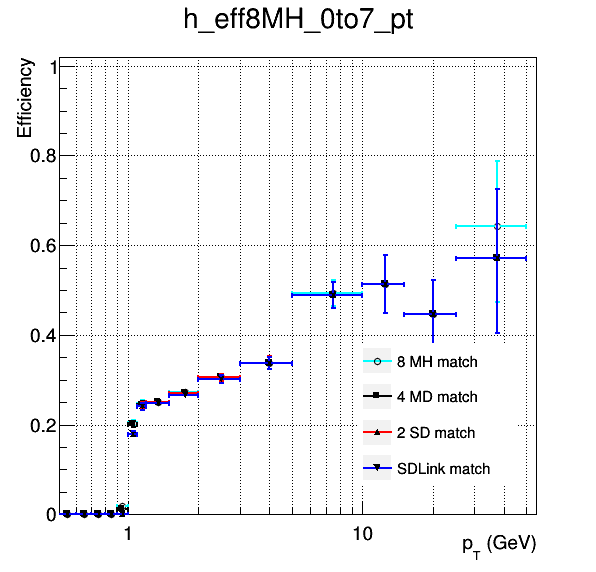 h_eff8MH_0to7_pt
Efficiency
1
0.8
0.6
0.4
0.2
0
8 MH match
4 MD match
2 SD match
SDLink match
1
10
p_T (GeV)